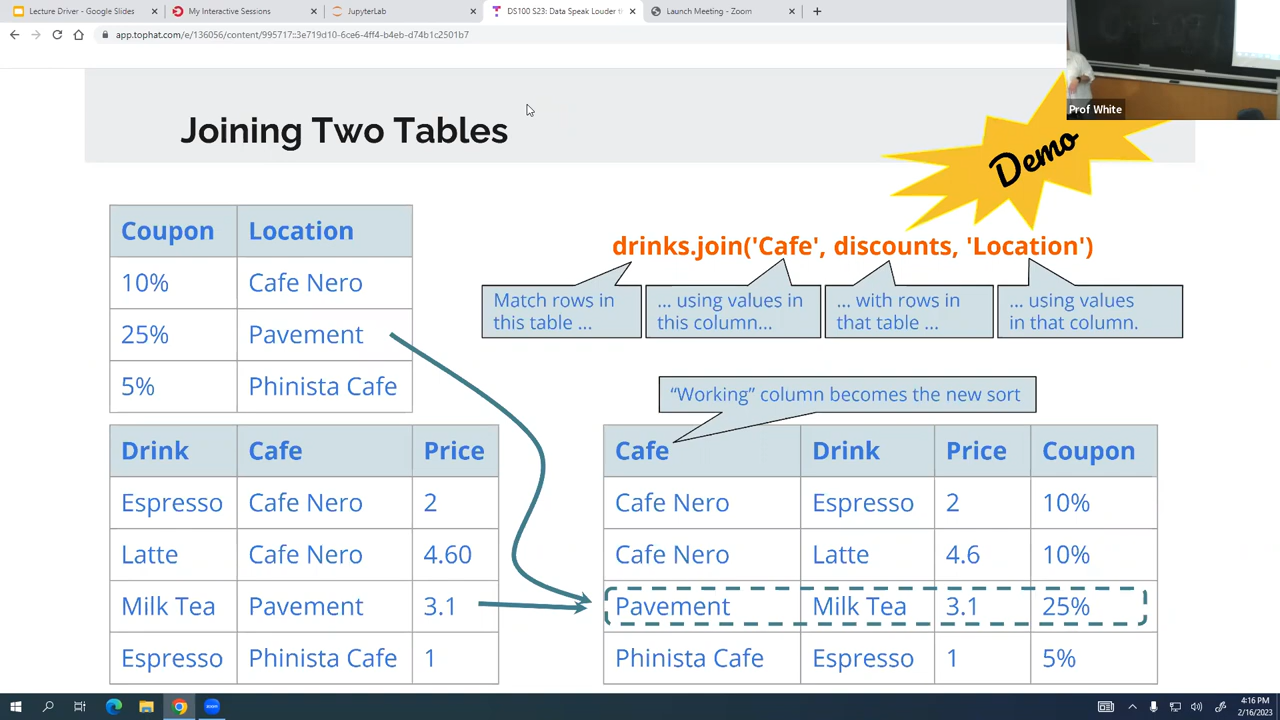 Lecture Driver - Google Slides
My Interactive Sessions
JupyterLab
DS100 S23: Data Speak Louder t
Launch Meeting - Zoom
app.tophat.com/e/136056/content/995717::3e719d10-6ce6-4ff4-b4eb-d74b1c2501b7
Prof White
Joining Two Tables
Demo
Coupon Location
10% Cafe Nero
25% Pavement
5% Phinista Cafe
drinks.join('Cafe', discounts, 'Location')
Match rows in
this table ...
... using values in
this column...
... with rows in
that table ...
... using values
in that column.
“Working” column becomes the new sort
Drink Cafe Price
Espresso Cafe Nero 2
Latte Cafe Nero 4.60
Milk Tea Pavement 3.1
Espresso Phinista Cafe 1
Cafe Drink Price Coupon
Cafe Nero Espresso 2 10%
Cafe Nero Latte 4.6 10%
Pavement Milk Tea 3.1 25%
Phinista Cafe Espresso 1 5%
4:16 PM
2/16/2023